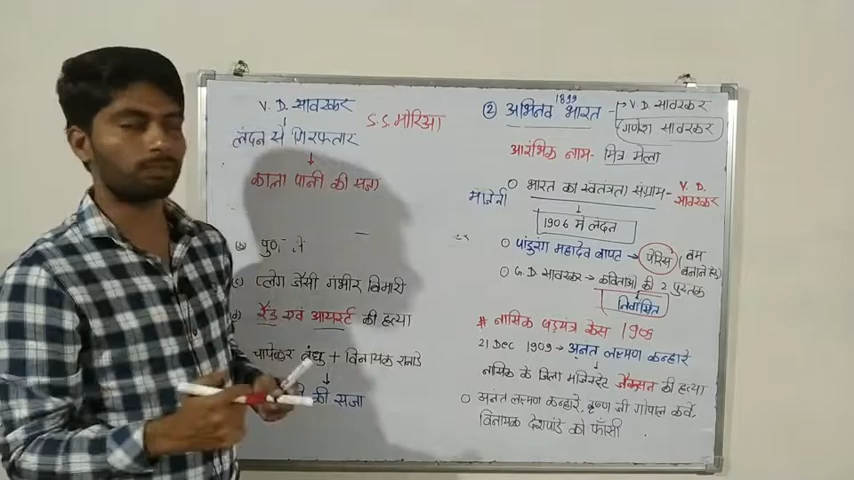 V. D. सावरकर
लंदन से गिरफ्तार
S.S. मोरिआ
काला पानी की सजा
(b) पुणे में
(c) प्लेग जैसी गंभीर बिमारी
(d) रैंड एवं आयर्स्ट की हत्या
चापेकर बंधु + विनायक रानाडे
की सजा
1899
② अभिनव भारत - V. D. सावरकर
गणेश सावरकर
आरंभिक नाम - मित्र मेला
भारत का स्वतंत्रता संग्राम - V. D. सावरकर
1906 में लंदन
पांडुरंग महादेव बापट → पेरिस (बम बनाने हेतु)
G. D. सावरकर → कविताओं की 2 पुस्तक
निर्वासित
# नासिक षड्यंत्र केस 1909
21 Dec 1909 → अनंत लक्ष्मण कन्हारे
नासिक के जिला मजिस्ट्रेट जैक्सन की हत्या
अनंत लक्ष्मण कन्हारे, कृष्ण जी गोपाल कर्वे,
विनायक देशपांडे को फाँसी